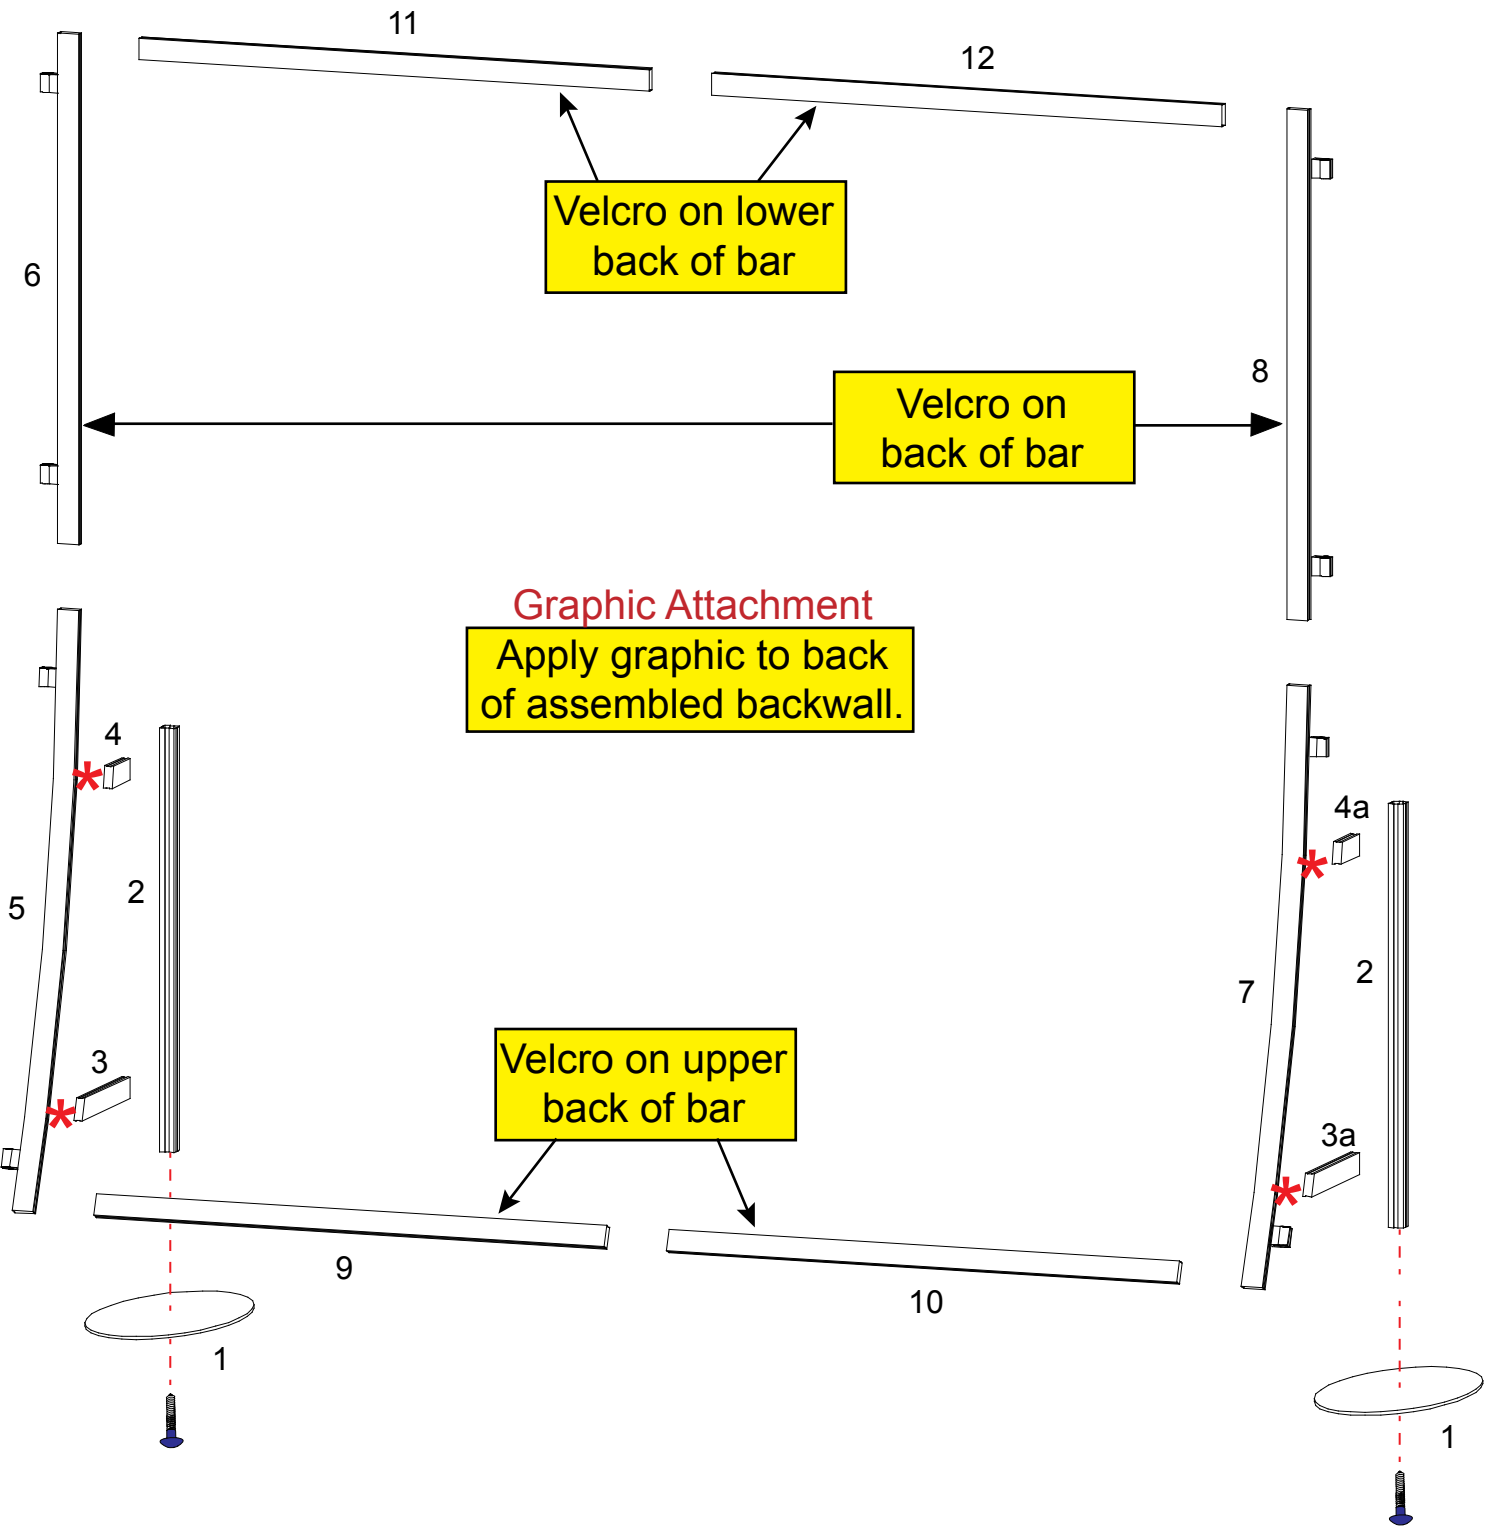 11
12
Velcro on lower
back of bar
6
8
Velcro on
back of bar
Graphic Attachment
Apply graphic to back
of assembled backwall.
4
*
4a
*
5
2
7
2
3
*
Velcro on upper
back of bar
3a
*
9
10
1
1